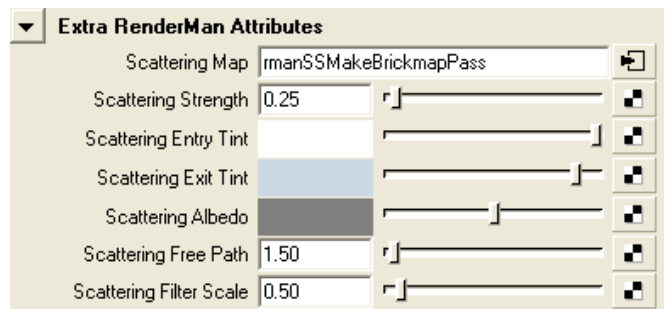 Extra RenderMan Attributes
Scattering Map rmanSSMakeBrickmapPass
Scattering Strength 0.25
Scattering Entry Tint
Scattering Exit Tint
Scattering Albedo
Scattering Free Path 1.50
Scattering Filter Scale 0.50